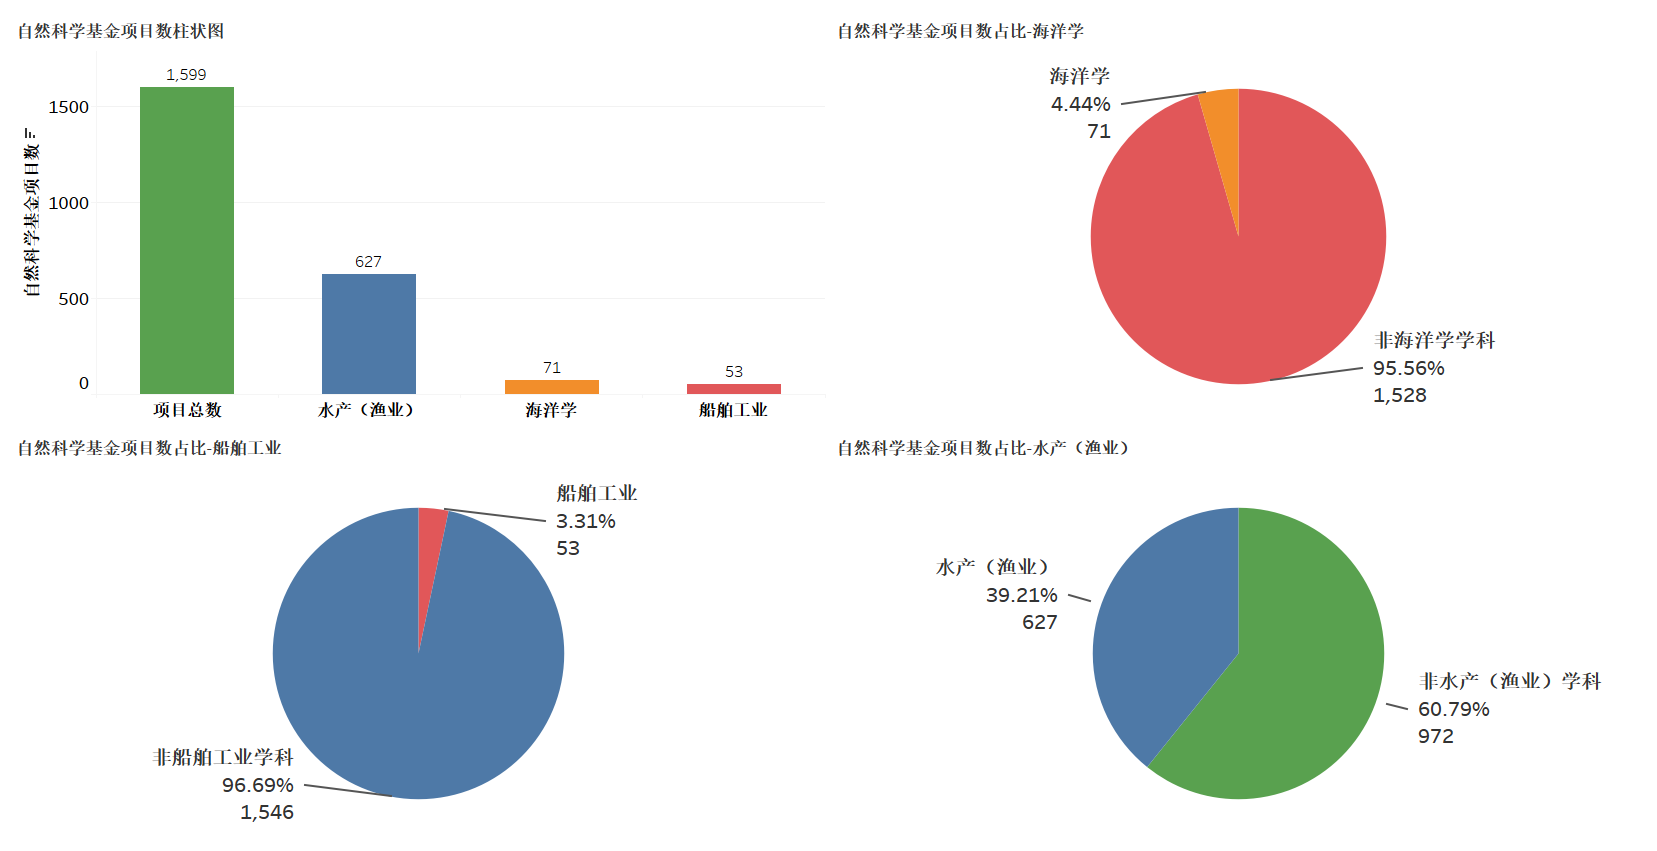 自然科学基金项目数柱状图
自然科学基金项目数
1500
1000
500
0
1,599
627
71
53
项目总数
水产（渔业）
海洋学
船舶工业
自然科学基金项目数占比-海洋学
海洋学
4.44%
71
非海洋学学科
95.56%
1,528
自然科学基金项目数占比-船舶工业
船舶工业
3.31%
53
非船舶工业学科
96.69%
1,546
自然科学基金项目数占比-水产（渔业）
水产（渔业）
39.21%
627
非水产（渔业）学科
60.79%
972